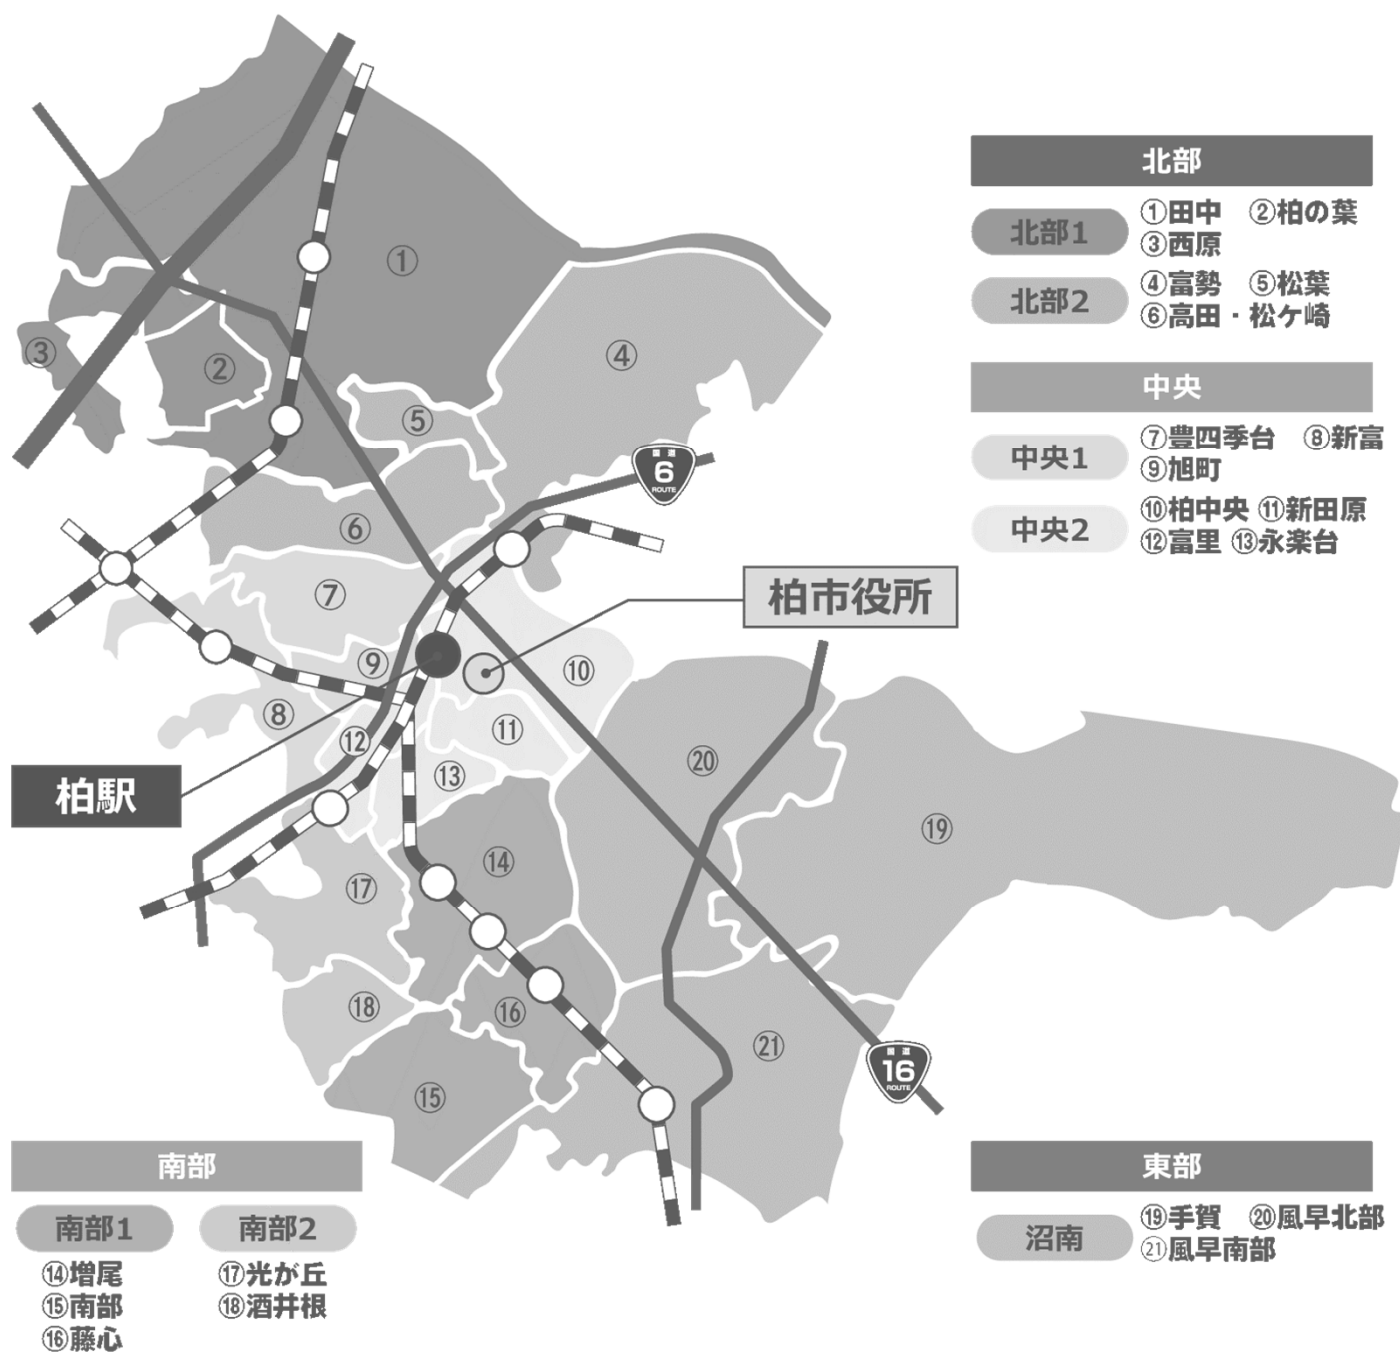 北部
北部1
①田中 ②柏の葉
③西原
北部2
④富勢 ⑤松葉
⑥高田・松ケ崎
中央
中央1
⑦豊四季台 ⑧新富
⑨旭町
中央2
⑩柏中央 ⑪新田原
⑫富里 ⑬永楽台
①
②
③
④
⑤
国道
6
ROUTE
⑥
⑦
柏市役所
⑨
⑩
⑧
⑫
⑪
柏駅
⑬
⑳
⑲
⑭
⑰
⑱
⑯
㉑
国道
16
ROUTE
⑮
南部
南部1
⑭増尾
⑮南部
⑯藤心
南部2
⑰光が丘
⑱酒井根
東部
沼南
⑲手賀 ⑳風早北部
㉑風早南部